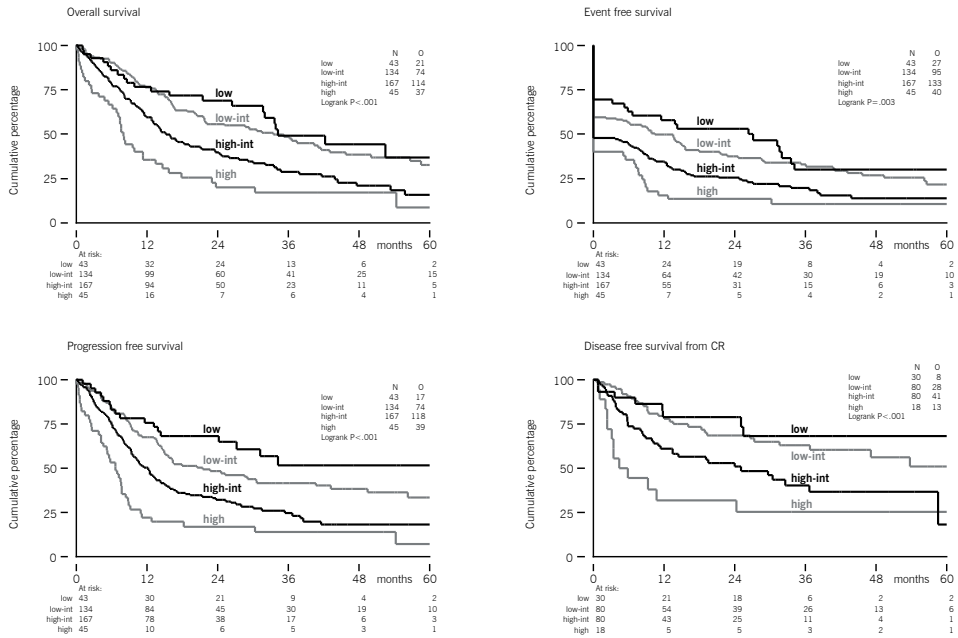 Overall survival
N O
low 43 21
low-int 134 74
high-int 167 114
high 45 37
Logrank P<.001
Cumulative percentage
100
75
50
25
0
low
low-int
high-int
high
0 12 24 36 48 months 60
At risk:
low 43 32 24 13 6 2
low-int 134 99 60 41 25 15
high-int 167 94 50 23 11 5
high 45 16 7 6 4 1
Event free survival
N O
low 43 27
low-int 134 95
high-int 167 133
high 45 40
Logrank P=.003
Cumulative percentage
100
75
50
25
0
low
low-int
high-int
high
0 12 24 36 48 months 60
At risk:
low 43 24 19 8 4 2
low-int 134 64 42 30 19 10
high-int 167 55 31 15 6 3
high 45 7 5 4 2 1
Progression free survival
N O
low 43 17
low-int 134 74
high-int 167 118
high 45 39
Logrank P<.001
Cumulative percentage
100
75
50
25
0
low
low-int
high-int
high
0 12 24 36 48 months 60
At risk:
low 43 30 21 9 4 2
low-int 134 84 45 30 19 10
high-int 167 78 38 17 6 3
high 45 10 6 5 3 1
Disease free survival from CR
N O
low 30 8
low-int 80 28
high-int 80 41
high 18 13
Logrank P<.001
Cumulative percentage
100
75
50
25
0
low
low-int
high-int
high
0 12 24 36 48 months 60
At risk:
low 30 21 18 6 2 2
low-int 80 54 39 26 13 6
high-int 80 43 25 11 4 1
high 18 5 5 3 2 1